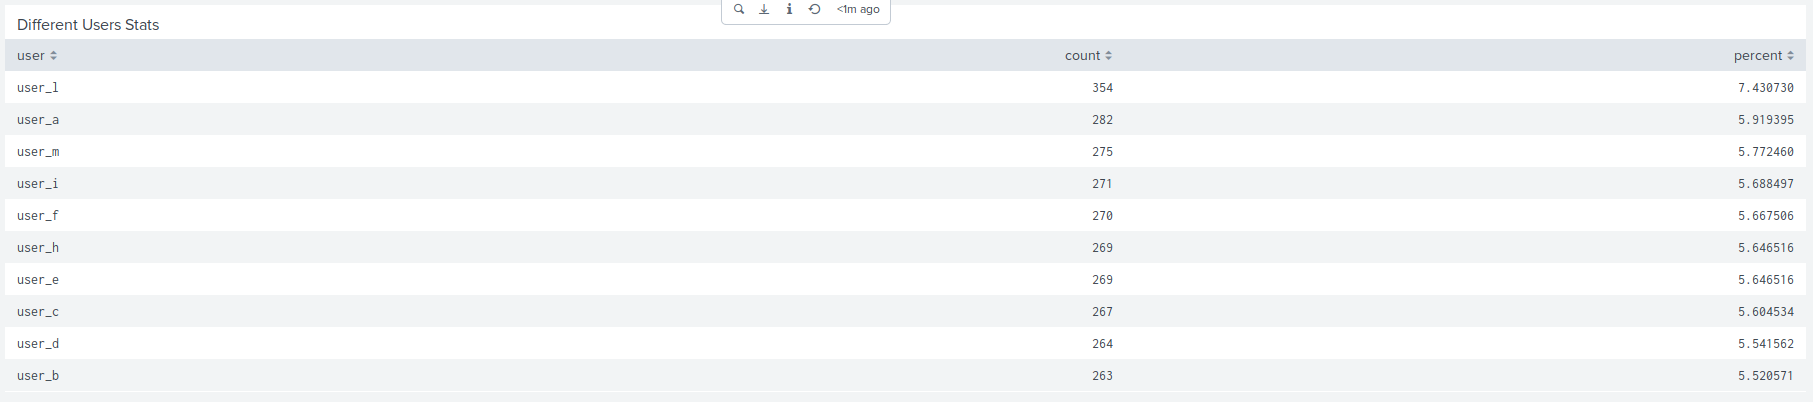 <1m ago
Different Users Stats
user count percent
user_l 354 7.430730
user_a 282 5.919395
user_m 275 5.772460
user_i 271 5.688497
user_f 270 5.667506
user_h 269 5.646516
user_e 269 5.646516
user_c 267 5.604534
user_d 264 5.541562
user_b 263 5.520571